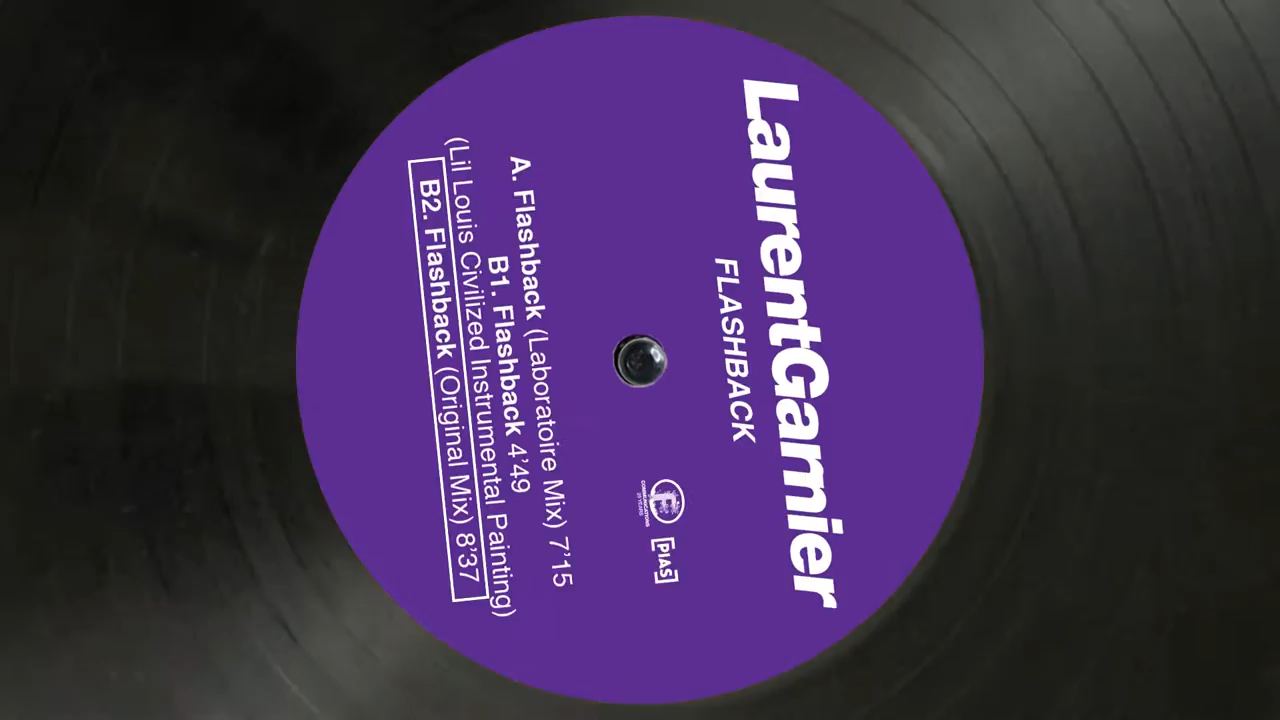 LaurentGarnier
FLASHBACK
F
COMMUNICATIONS
[PIAS]
A. Flashback (Laboratoire Mix) 7'15
B1. Flashback 4'49
(Lil Louis Civilized Instrumental Painting)
B2. Flashback (Original Mix) 8'37